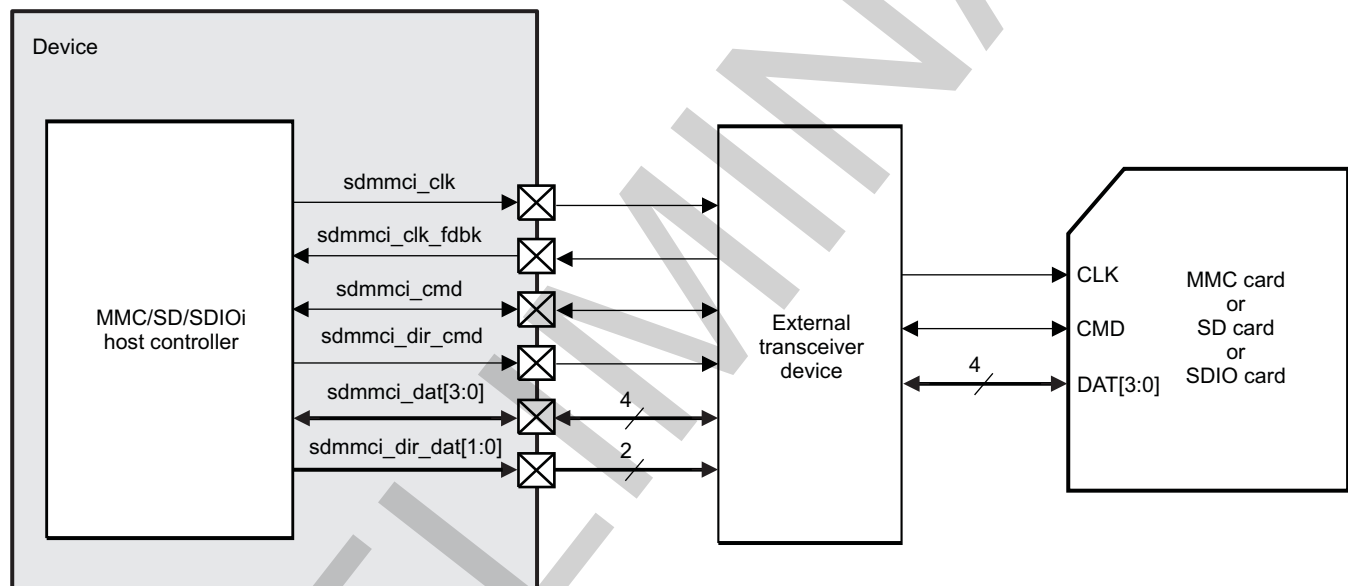 Device
sdmmci_clk
sdmmci_clk_fdbk
sdmmci_cmd
sdmmci_dir_cmd
sdmmci_dat[3:0]
sdmmci_dir_dat[1:0]
MMC/SD/SDIOi
host controller
4
2
External
transceiver
device
4
CLK
CMD
DAT[3:0]
MMC card
or
SD card
or
SDIO card
ELIMINA